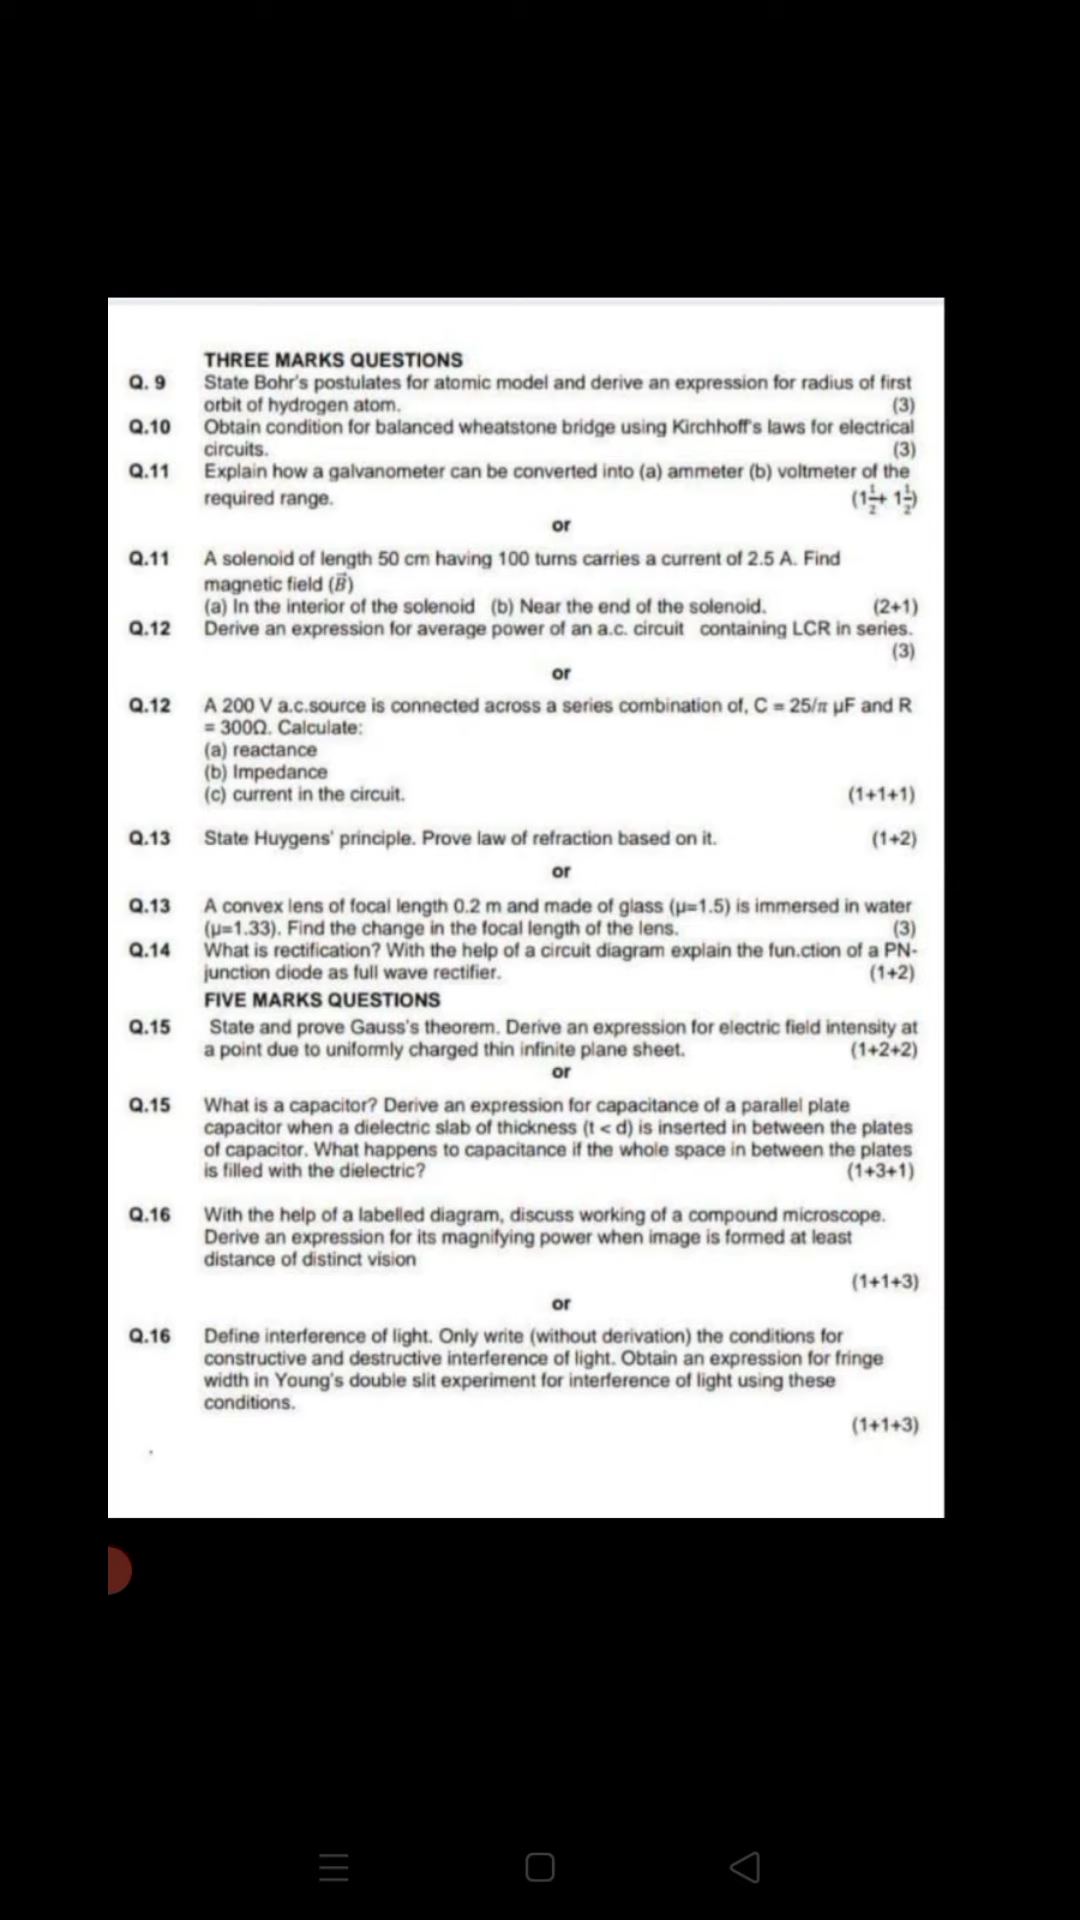 THREE MARKS QUESTIONS
Q. 9 State Bohr's postulates for atomic model and derive an expression for radius of first
orbit of hydrogen atom. (3)
Q.10 Obtain condition for balanced wheatstone bridge using Kirchhoff's laws for electrical
circuits. (3)
Q.11 Explain how a galvanometer can be converted into (a) ammeter (b) voltmeter of the
required range. (1½+ 1½)
or
Q.11 A solenoid of length 50 cm having 100 turns carries a current of 2.5 A. Find
magnetic field (B⃗)
(a) In the interior of the solenoid (b) Near the end of the solenoid. (2+1)
Q.12 Derive an expression for average power of an a.c. circuit containing LCR in series.
(3)
or
Q.12 A 200 V a.c.source is connected across a series combination of, C = 25/π µF and R
= 300Ω. Calculate:
(a) reactance
(b) Impedance
(c) current in the circuit. (1+1+1)
Q.13 State Huygens' principle. Prove law of refraction based on it. (1+2)
or
Q.13 A convex lens of focal length 0.2 m and made of glass (µ=1.5) is immersed in water
(µ=1.33). Find the change in the focal length of the lens. (3)
Q.14 What is rectification? With the help of a circuit diagram explain the fun.ction of a PN-
junction diode as full wave rectifier. (1+2)
FIVE MARKS QUESTIONS
Q.15 State and prove Gauss's theorem. Derive an expression for electric field intensity at
a point due to uniformly charged thin infinite plane sheet. (1+2+2)
or
Q.15 What is a capacitor? Derive an expression for capacitance of a parallel plate
capacitor when a dielectric slab of thickness (t < d) is inserted in between the plates
of capacitor. What happens to capacitance if the whole space in between the plates
is filled with the dielectric? (1+3+1)
Q.16 With the help of a labelled diagram, discuss working of a compound microscope.
Derive an expression for its magnifying power when image is formed at least
distance of distinct vision
(1+1+3)
or
Q.16 Define interference of light. Only write (without derivation) the conditions for
constructive and destructive interference of light. Obtain an expression for fringe
width in Young's double slit experiment for interference of light using these
conditions.
(1+1+3)